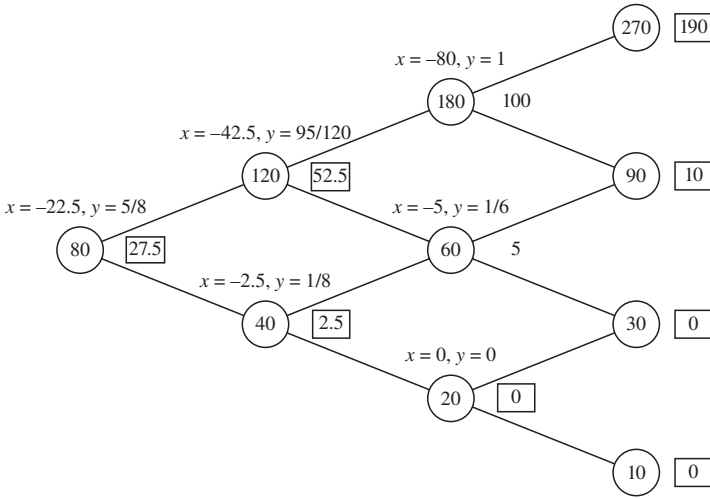 270 190
x = –80, y = 1
180 100
x = –42.5, y = 95/120
120 52.5
90 10
x = –22.5, y = 5/8
x = –5, y = 1/6
80 27.5
60 5
x = –2.5, y = 1/8
40 2.5
30 0
x = 0, y = 0
20 0
10 0